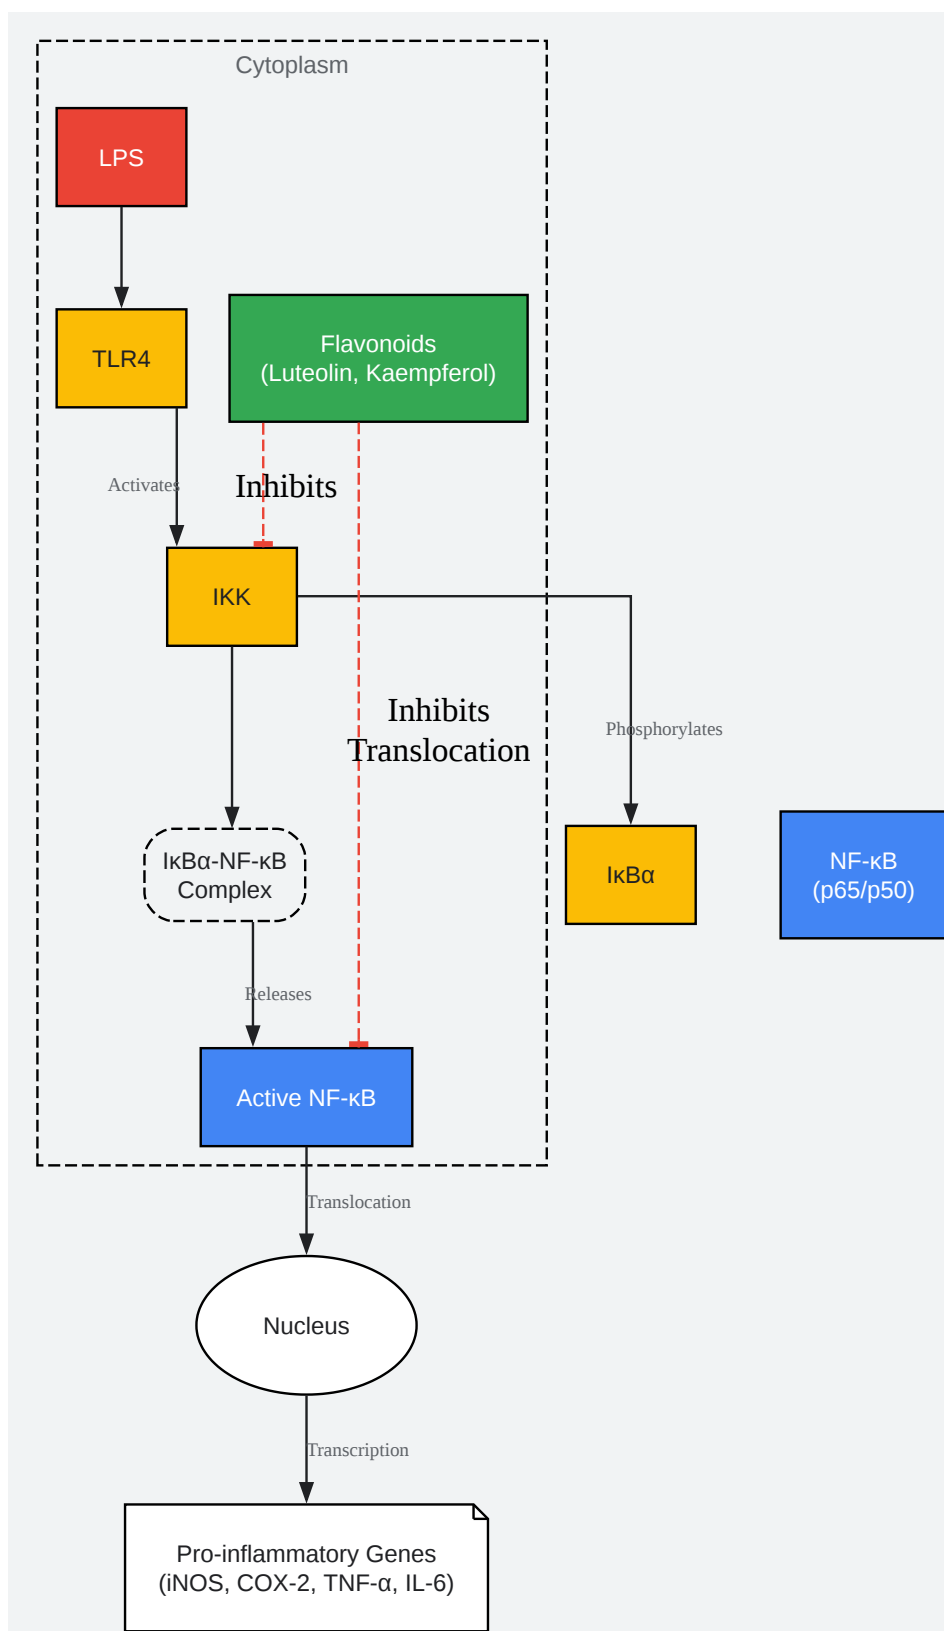 Cytoplasm
LPS
TLR4
Flavonoids
(Luteolin, Kaempferol)
Activates
Inhibits
IKK
Inhibits
Translocation
Phosphorylates
IκBα-NF-κB
Complex
IκBα
NF-κB
(p65/p50)
Releases
Active NF-κB
Translocation
Nucleus
Transcription
Pro-inflammatory Genes
(iNOS, COX-2, TNF-α, IL-6)